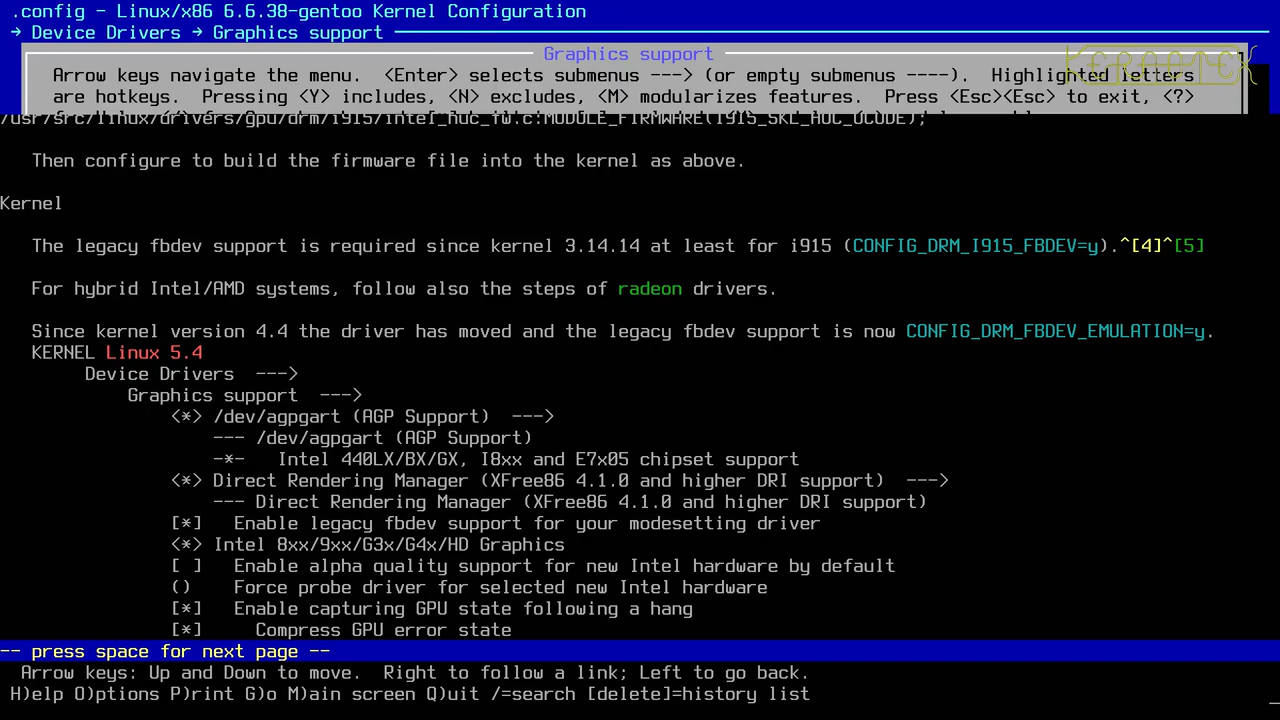 .config - Linux/x86 6.6.38-gentoo Kernel Configuration
→ Device Drivers → Graphics support
Graphics support
KERACTEX
Arrow keys navigate the menu.  <Enter> selects submenus ---> (or empty submenus ----).  Highlighted letters
are hotkeys.  Pressing <Y> includes, <N> excludes, <M> modularizes features.  Press <Esc><Esc> to exit, <?>
/usr/src/linux/drivers/gpu/drm/i915/intel_huc_fw.c:MODULE_FIRMWARE(I915_SKL_HUC_UCODE);
Then configure to build the firmware file into the kernel as above.
Kernel
The legacy fbdev support is required since kernel 3.14.14 at least for i915 (CONFIG_DRM_I915_FBDEV=y).^[4]^[5]
For hybrid Intel/AMD systems, follow also the steps of radeon drivers.
Since kernel version 4.4 the driver has moved and the legacy fbdev support is now CONFIG_DRM_FBDEV_EMULATION=y.
KERNEL Linux 5.4
Device Drivers  --->
Graphics support  --->
<*> /dev/agpgart (AGP Support)  --->
--- /dev/agpgart (AGP Support)
-*-   Intel 440LX/BX/GX, I8xx and E7x05 chipset support
<*> Direct Rendering Manager (XFree86 4.1.0 and higher DRI support)  --->
--- Direct Rendering Manager (XFree86 4.1.0 and higher DRI support)
[*]   Enable legacy fbdev support for your modesetting driver
<*> Intel 8xx/9xx/G3x/G4x/HD Graphics
[ ]   Enable alpha quality support for new Intel hardware by default
()    Force probe driver for selected new Intel hardware
[*]   Enable capturing GPU state following a hang
[*]     Compress GPU error state
-- press space for next page --
Arrow keys: Up and Down to move.  Right to follow a link; Left to go back.
H)elp O)ptions P)rint G)o M)ain screen Q)uit /=search [delete]=history list